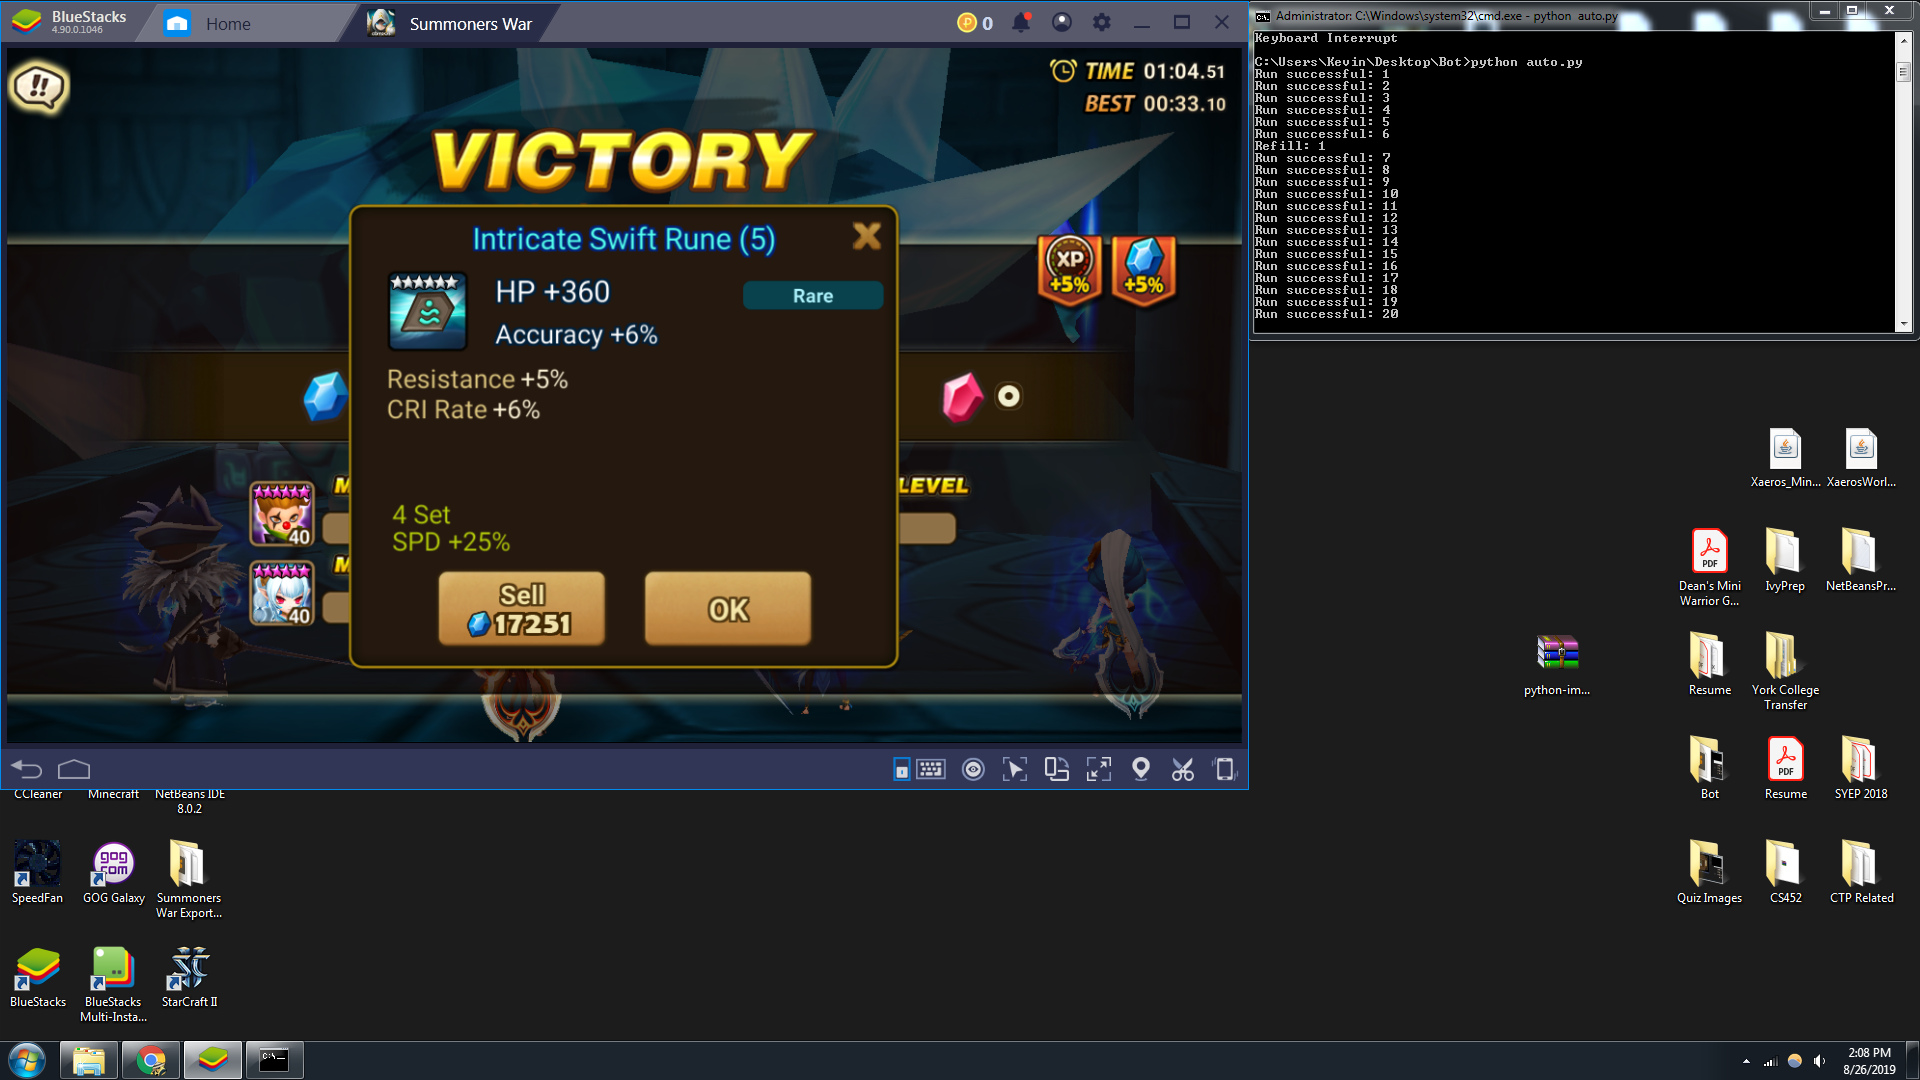 BlueStacks
4.90.0.1046
Home
Summoners War
P 0
Administrator: C:\Windows\system32\cmd.exe - python auto.py
Keyboard Interrupt
C:\Users\Kevin\Desktop\Bot>python auto.py
Run successful: 1
Run successful: 2
Run successful: 3
Run successful: 4
Run successful: 5
Run successful: 6
Refill: 1
Run successful: 7
Run successful: 8
Run successful: 9
Run successful: 10
Run successful: 11
Run successful: 12
Run successful: 13
Run successful: 14
Run successful: 15
Run successful: 16
Run successful: 17
Run successful: 18
Run successful: 19
Run successful: 20
!!
TIME 01:04.51
BEST 00:33.10
VICTORY
Intricate Swift Rune (5)
HP +360
Rare
Accuracy +6%
Resistance +5%
CRI Rate +6%
4 Set
SPD +25%
Sell
17251
OK
XP
+5%
+5%
M
LEVEL
40
M
40
Xaeros_Min...
XaerosWorl...
PDF
Dean's Mini
Warrior G...
IvyPrep
NetBeansPr...
python-im...
Resume
York College
Transfer
Bot
PDF
Resume
SYEP 2018
Quiz Images
CS452
CTP Related
CCleaner
Minecraft
NetBeans IDE
8.0.2
SpeedFan
gog
com
GOG Galaxy
Summoners
War Export...
BlueStacks
BlueStacks
Multi-Insta...
StarCraft II
C:\_
2:08 PM
8/26/2019